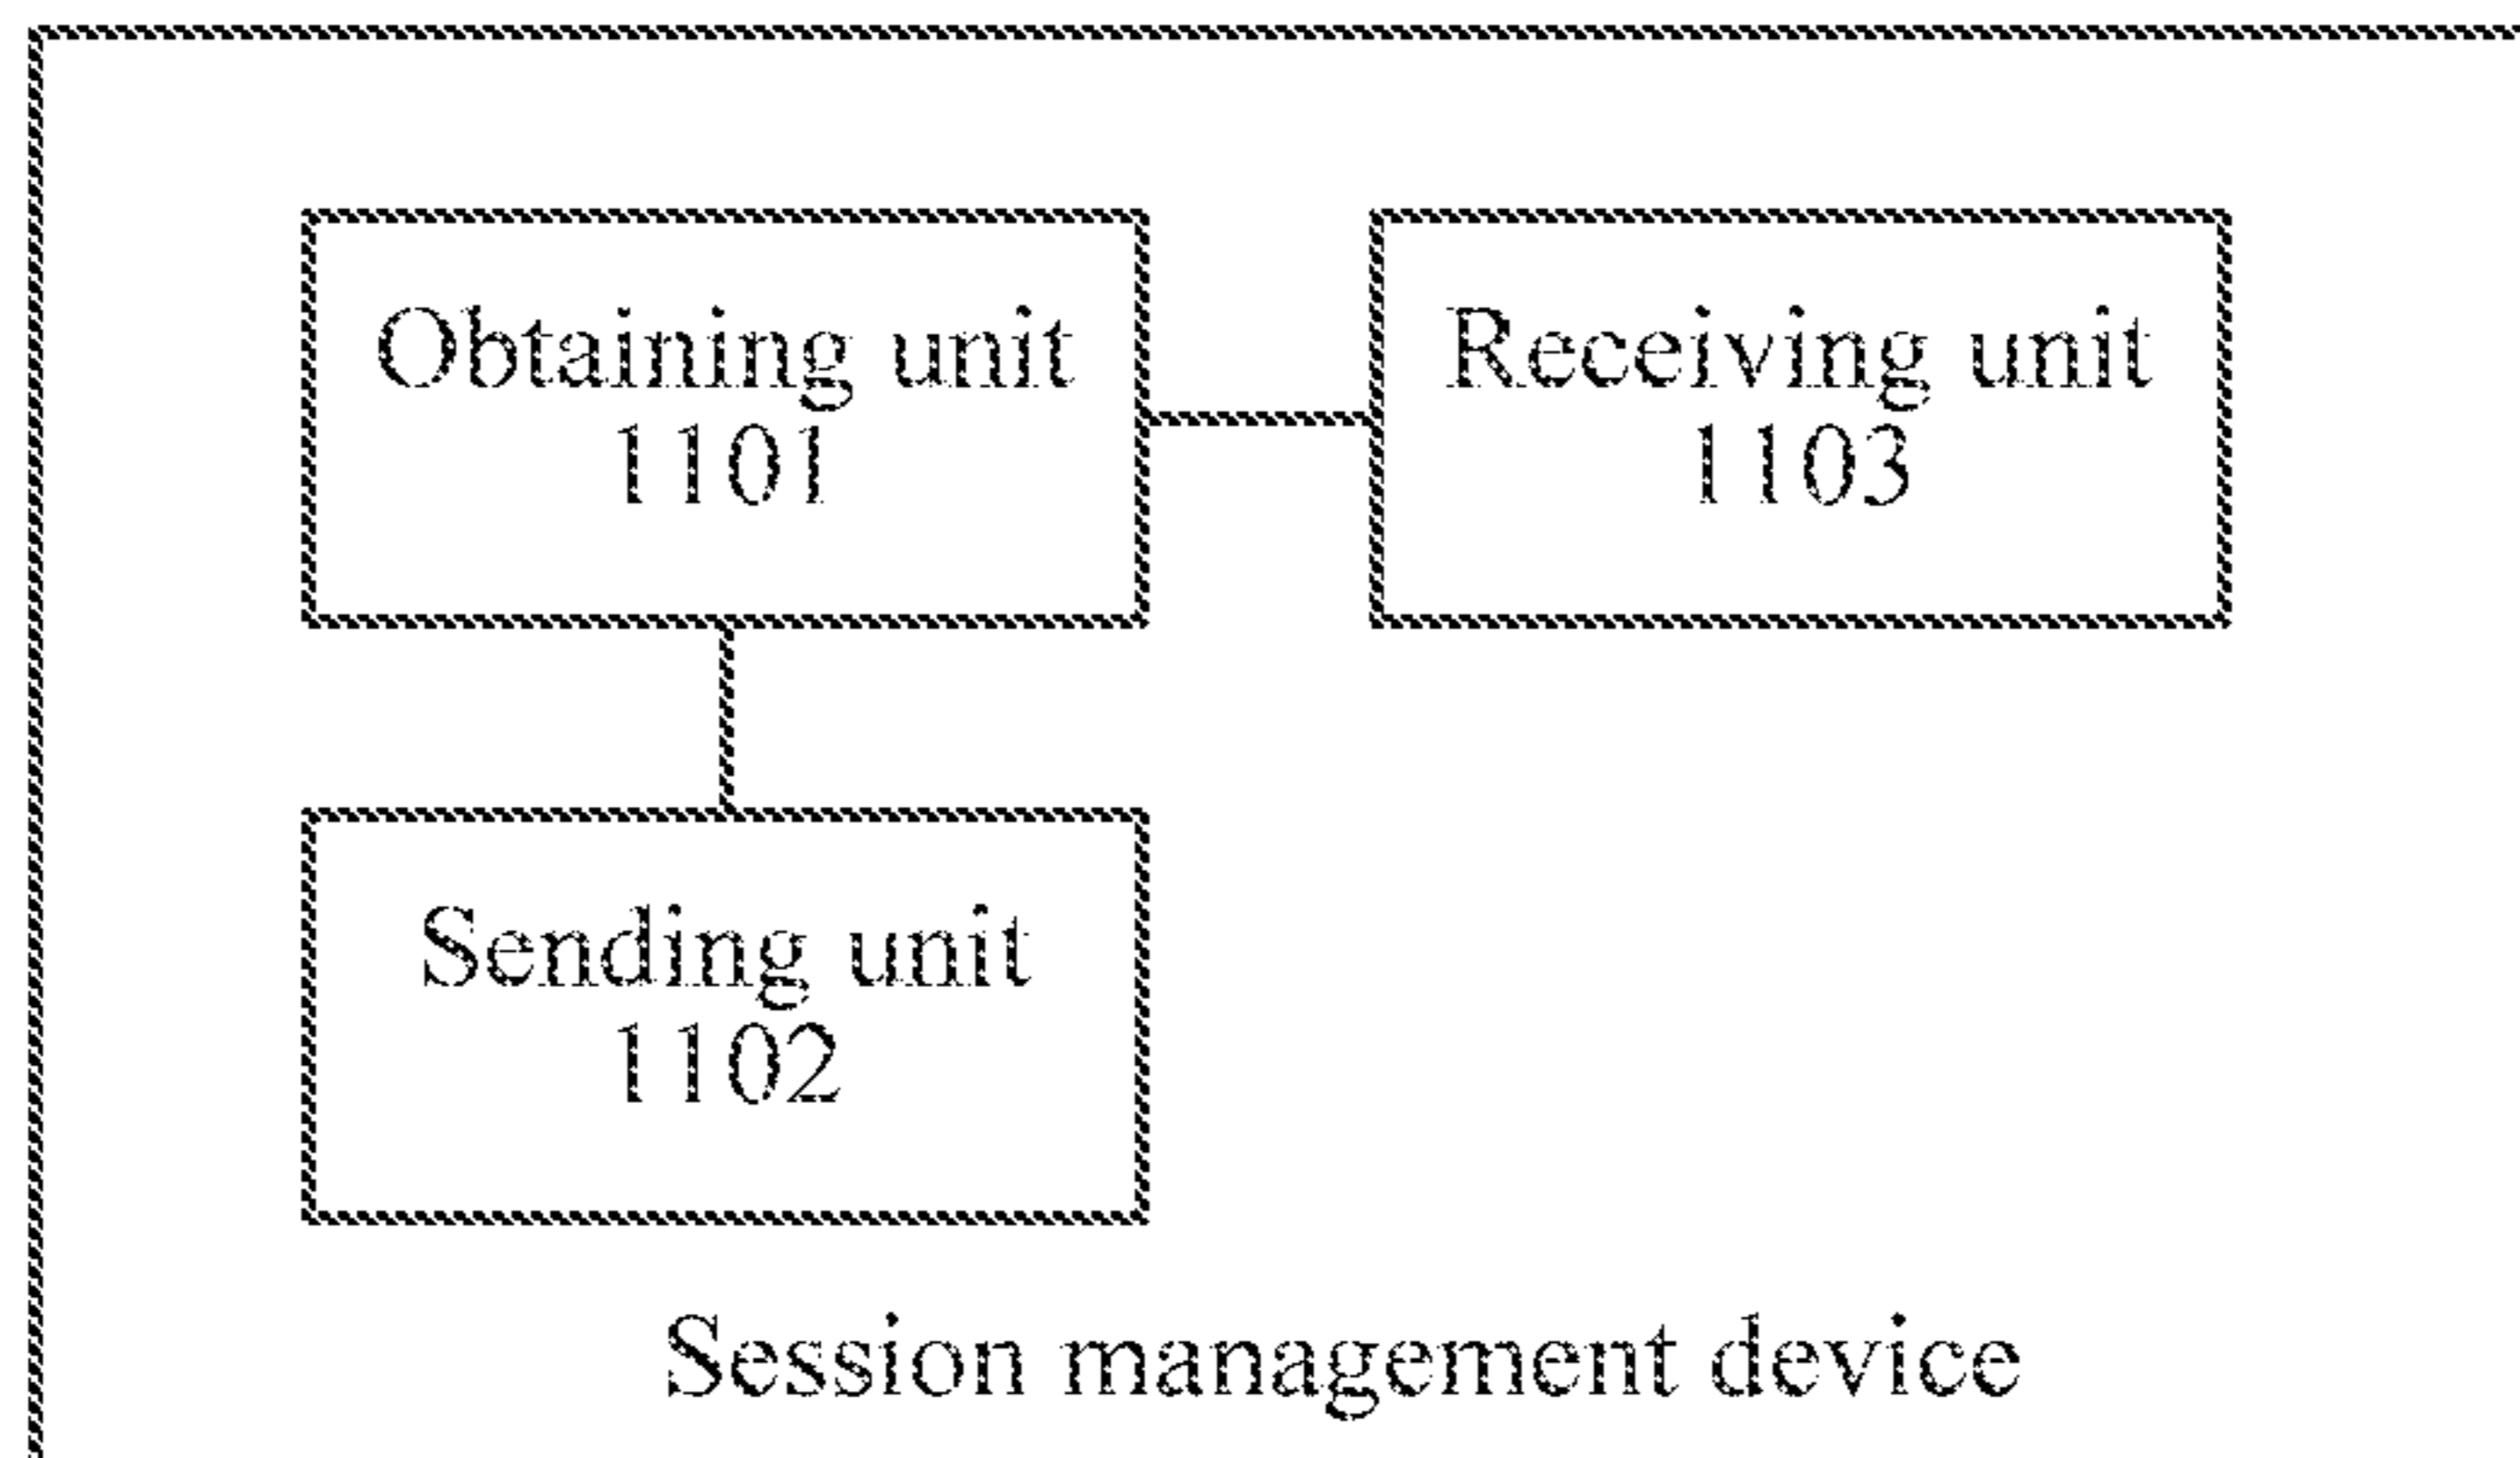 Obtaining unit
1101
Receiving unit
1103
Sending unit
1102
Session management device